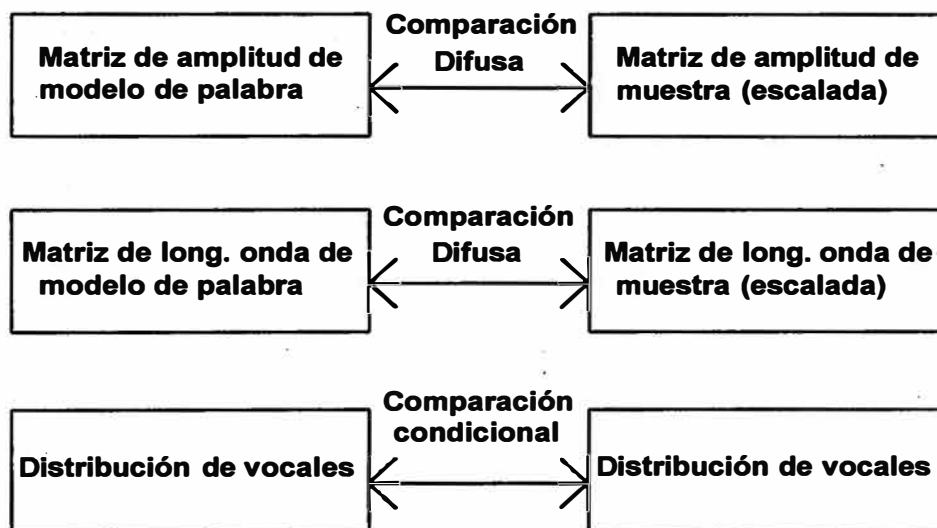 Matriz de amplitud de
modelo de palabra
Comparación
Difusa
Matriz de amplitud de
muestra (escalada)
Matriz de long. onda de
modelo de palabra
Comparación
Difusa
Matriz de long. onda de
muestra (escalada)
Distribución de vocales
Comparación
condicional
Distribución de vocales